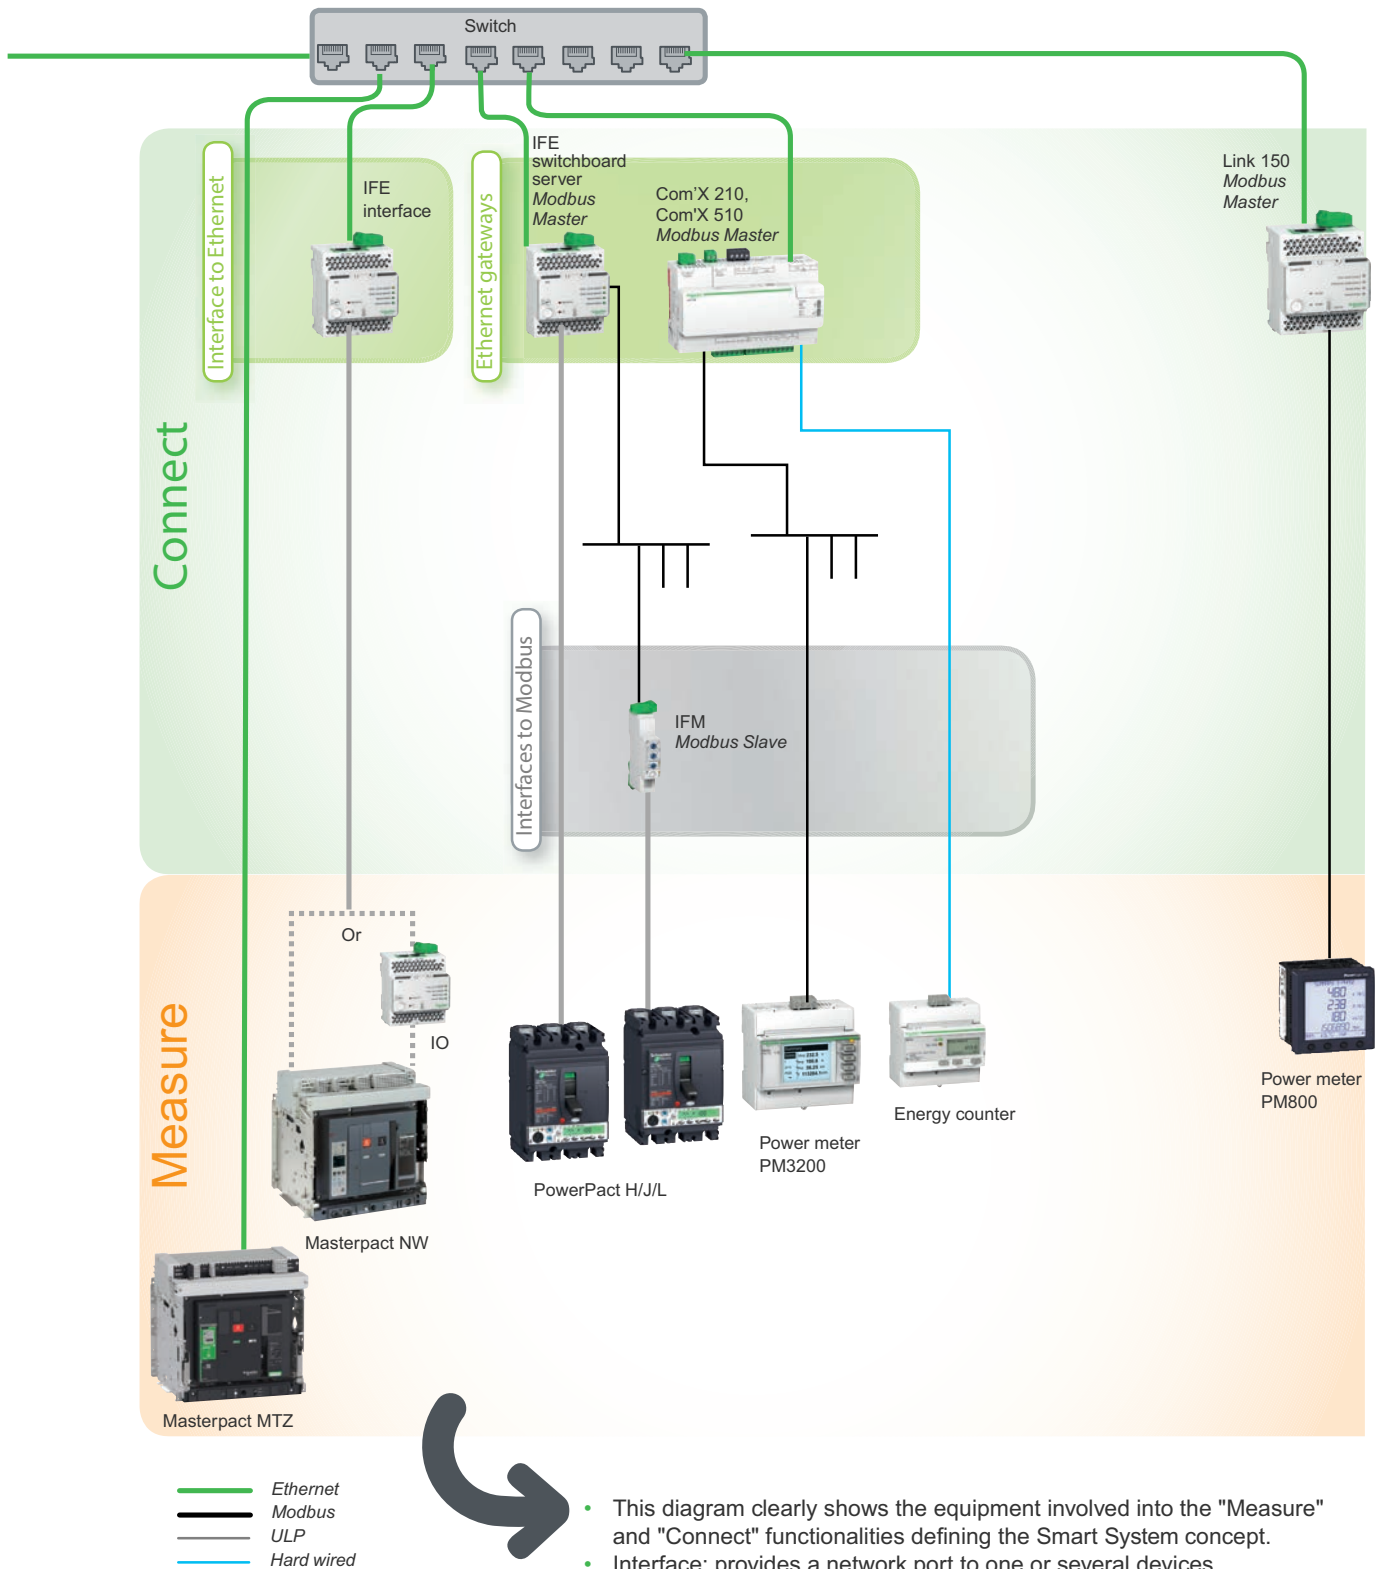 Switch
IFE
switchboard
server
Modbus
Master
Link 150
Modbus
Master
Interface to Ethernet
IFE
interface
Ethernet gateways
Com'X 210,
Com'X 510
Modbus Master
Connect
Interfaces to Modbus
IFM
Modbus Slave
Measure
Or
IO
Masterpact NW
PowerPact H/J/L
Power meter
PM3200
Energy counter
Power meter
PM800
Masterpact MTZ
Ethernet
Modbus
ULP
Hard wired
• This diagram clearly shows the equipment involved into the "Measure"
and "Connect" functionalities defining the Smart System concept.
• Interface: provides a network port to one or several devices